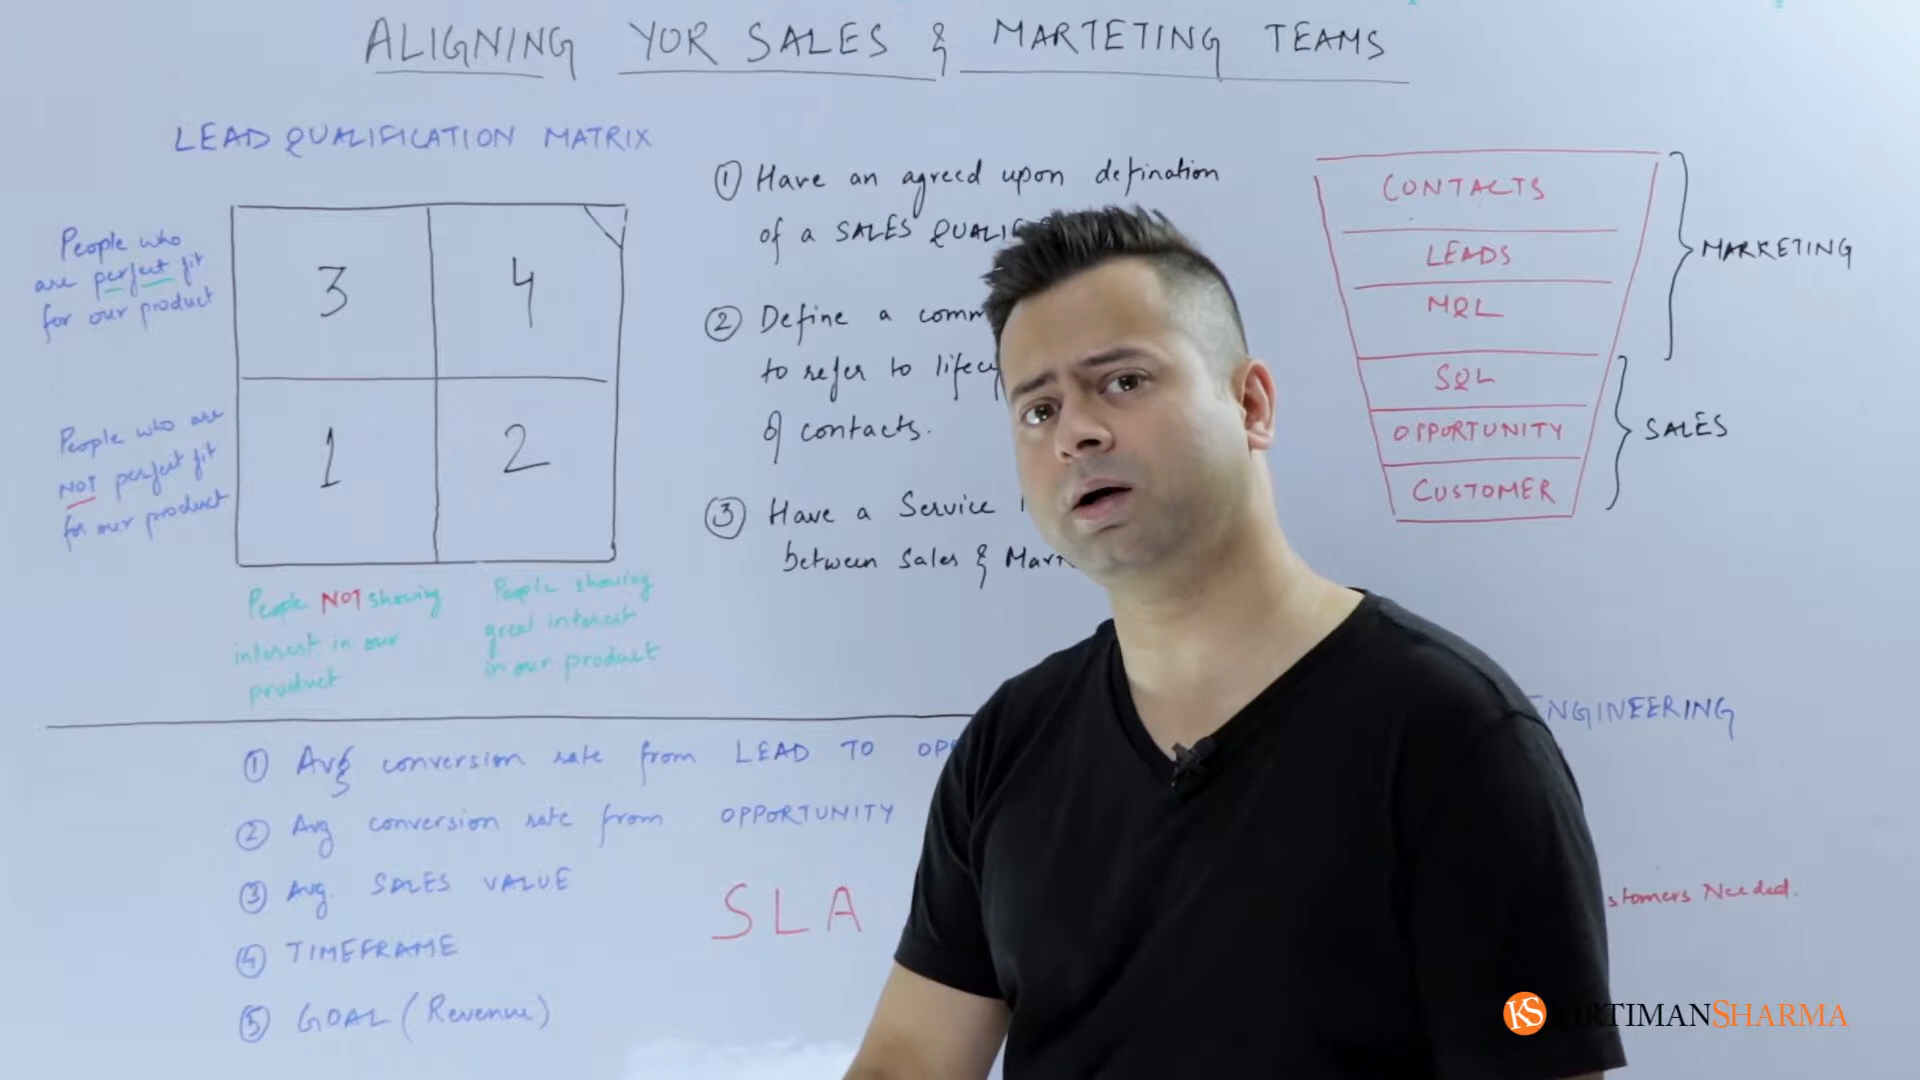 ALIGNING YOR SALES & MARTETING TEAMS
LEAD QUALIFICATION MATRIX
People who
are perfect fit
for our product
3
4
People who are
NOT perfect fit
for our product
1
2
People NOT showing
interest in our
product
People showing
great interest
in our product
① Have an agreed upon defination
of a SALES
② Define a
to refer to
of contacts.
③ Have a Service
between Sales &
CONTACTS
LEADS
MQL
SQL
OPPORTUNITY
CUSTOMER
MARKETING
SALES
① Avg conversion rate from LEAD TO
② Avg conversion rate from OPPORTUNITY
③ Avg. SALES VALUE
④ TIMEFRAME
⑤ GOAL (Revenue)
SLA
NGINEERING
stomers Needed.
KS
IRTIMANSHARMA